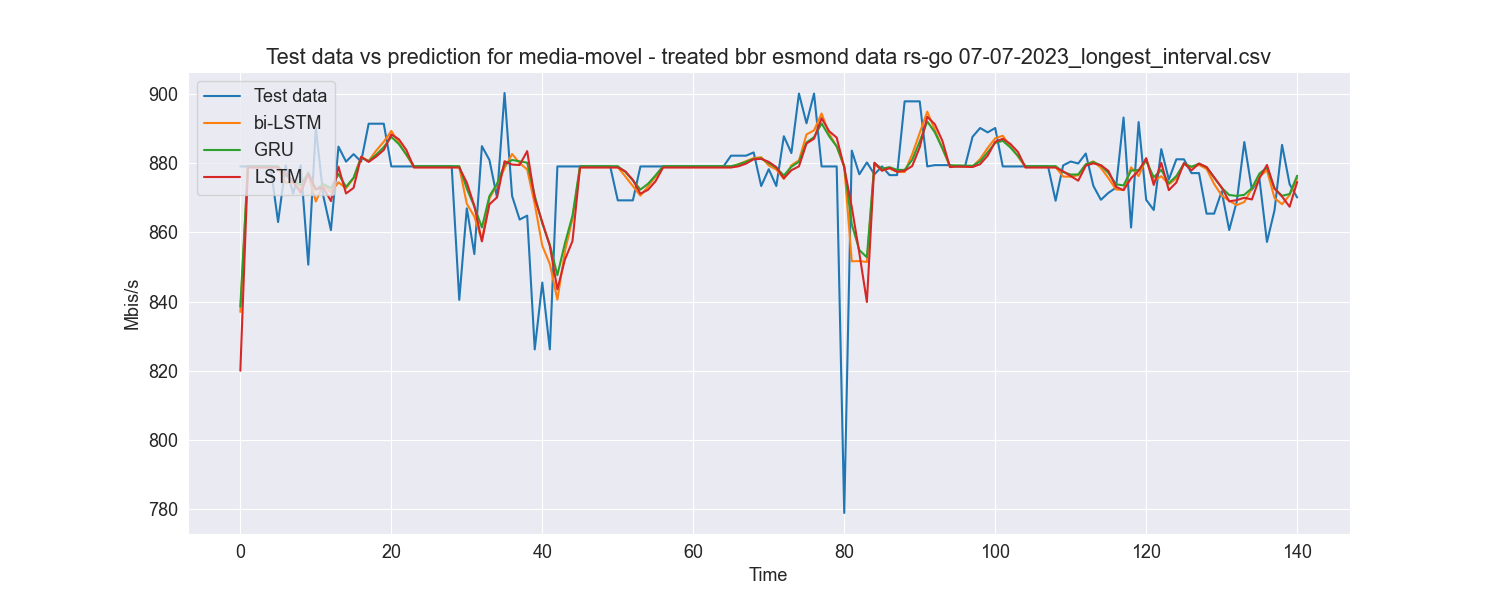 Test data vs prediction for media-movel - treated bbr esmond data rs-go 07-07-2023_longest_interval.csv
Test data
bi-LSTM
GRU
LSTM
900
880
860
840
820
800
780
Mbis/s
0 20 40 60 80 100 120 140
Time